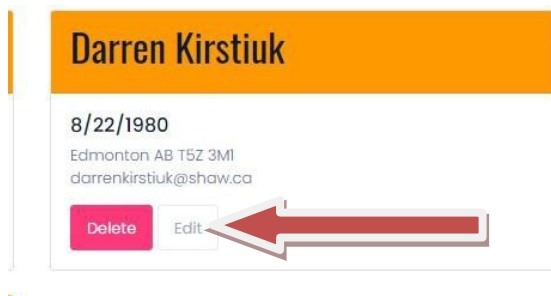 Darren Kirstiuk
8/22/1980
Edmonton AB T5Z 3M1
darrenkirstiuk@shaw.ca
Delete Edit